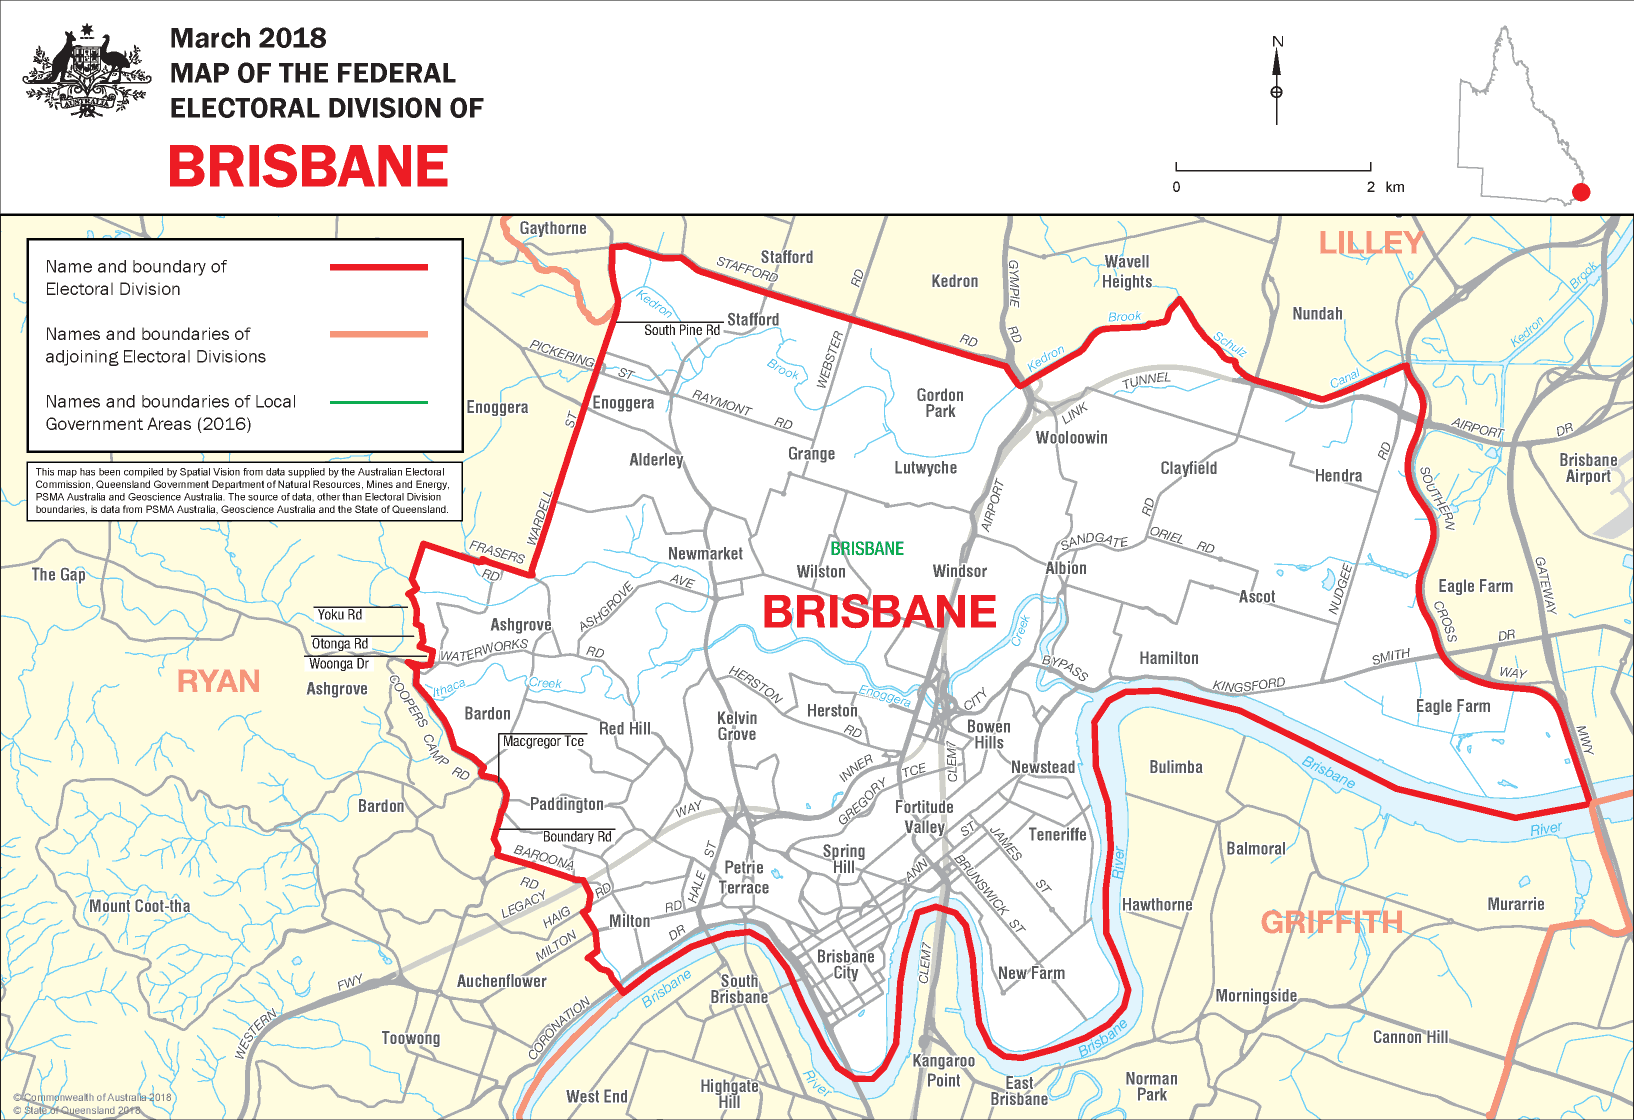 March 2018
MAP OF THE FEDERAL
ELECTORAL DIVISION OF
BRISBANE
AUSTRALIA
N
0 2 km
Name and boundary of
Electoral Division
Names and boundaries of
adjoining Electoral Divisions
Names and boundaries of Local
Government Areas (2016)
This map has been compiled by Spatial Vision from data supplied by the Australian Electoral
Commission, Queensland Government Department of Natural Resources, Mines and Energy,
PSMA Australia and Geoscience Australia. The source of data, other than Electoral Division
boundaries, is data from PSMA Australia, Geoscience Australia and the State of Queensland.
Gaythorne
STAFFORD
Stafford
RD
Kedron
GYMPIE
RD
Wavell
Heights
LILLEY
Brook
Kedron
Nundah
Kedron
South Pine Rd
Stafford
Brook
Schulz
RD
Kedron
Canal
PICKERING
ST
Brook
WEBSTER
TUNNEL
LINK
Enoggera
ST
Enoggera
RAYMONT
RD
Gordon
Park
Wooloowin
AIRPORT
DR
RD
Alderley
Grange
Lutwyche
Clayfield
Hendra
Brisbane
Airport
SOUTHERN
WARDELL
AIRPORT
RD
FRASERS
RD
Newmarket
BRISBANE
SANDGATE
ORIEL
RD
The Gap
Wilston
Windsor
Albion
NUDGEE
GATEWAY
Eagle Farm
Yoku Rd
ASHGROVE
AVE
BRISBANE
Ascot
CROSS
Ashgrove
Otonga Rd
Woonga Dr
WATERWORKS
RD
Creek
BYPASS
Hamilton
SMITH
DR
WAY
RYAN
Ashgrove
COOPERS
CAMP
RD
Ithaca
Creek
HERSTON
Enoggera
KINGSFORD
Bardon
Red Hill
Kelvin
Grove
Herston
RD
CITY
Bowen
Hills
Eagle Farm
MWY
Macgregor Tce
INNER
TCE
CLEM7
Newstead
Bulimba
Brisbane
Bardon
Paddington
WAY
GREGORY
Fortitude
Valley
ST
JAMES
ST
Teneriffe
River
Boundary Rd
BAROONA
RD
ST
HALE
Petrie
Terrace
Spring
Hill
ANN
BRUNSWICK
ST
River
Balmoral
RD
LEGACY
HAIG
MILTON
RD
Milton
Mount Coot-tha
DR
Hawthorne
GRIFFITH
Murarrie
Brisbane
City
CLEM7
New Farm
FWY
Auchenflower
Brisbane
South
Brisbane
Morningside
WESTERN
Toowong
CORONATION
Brisbane
Cannon Hill
Kangaroo
Point
River
West End
Highgate
Hill
East
Brisbane
Norman
Park
© Commonwealth of Australia 2018
© State of Queensland 2018